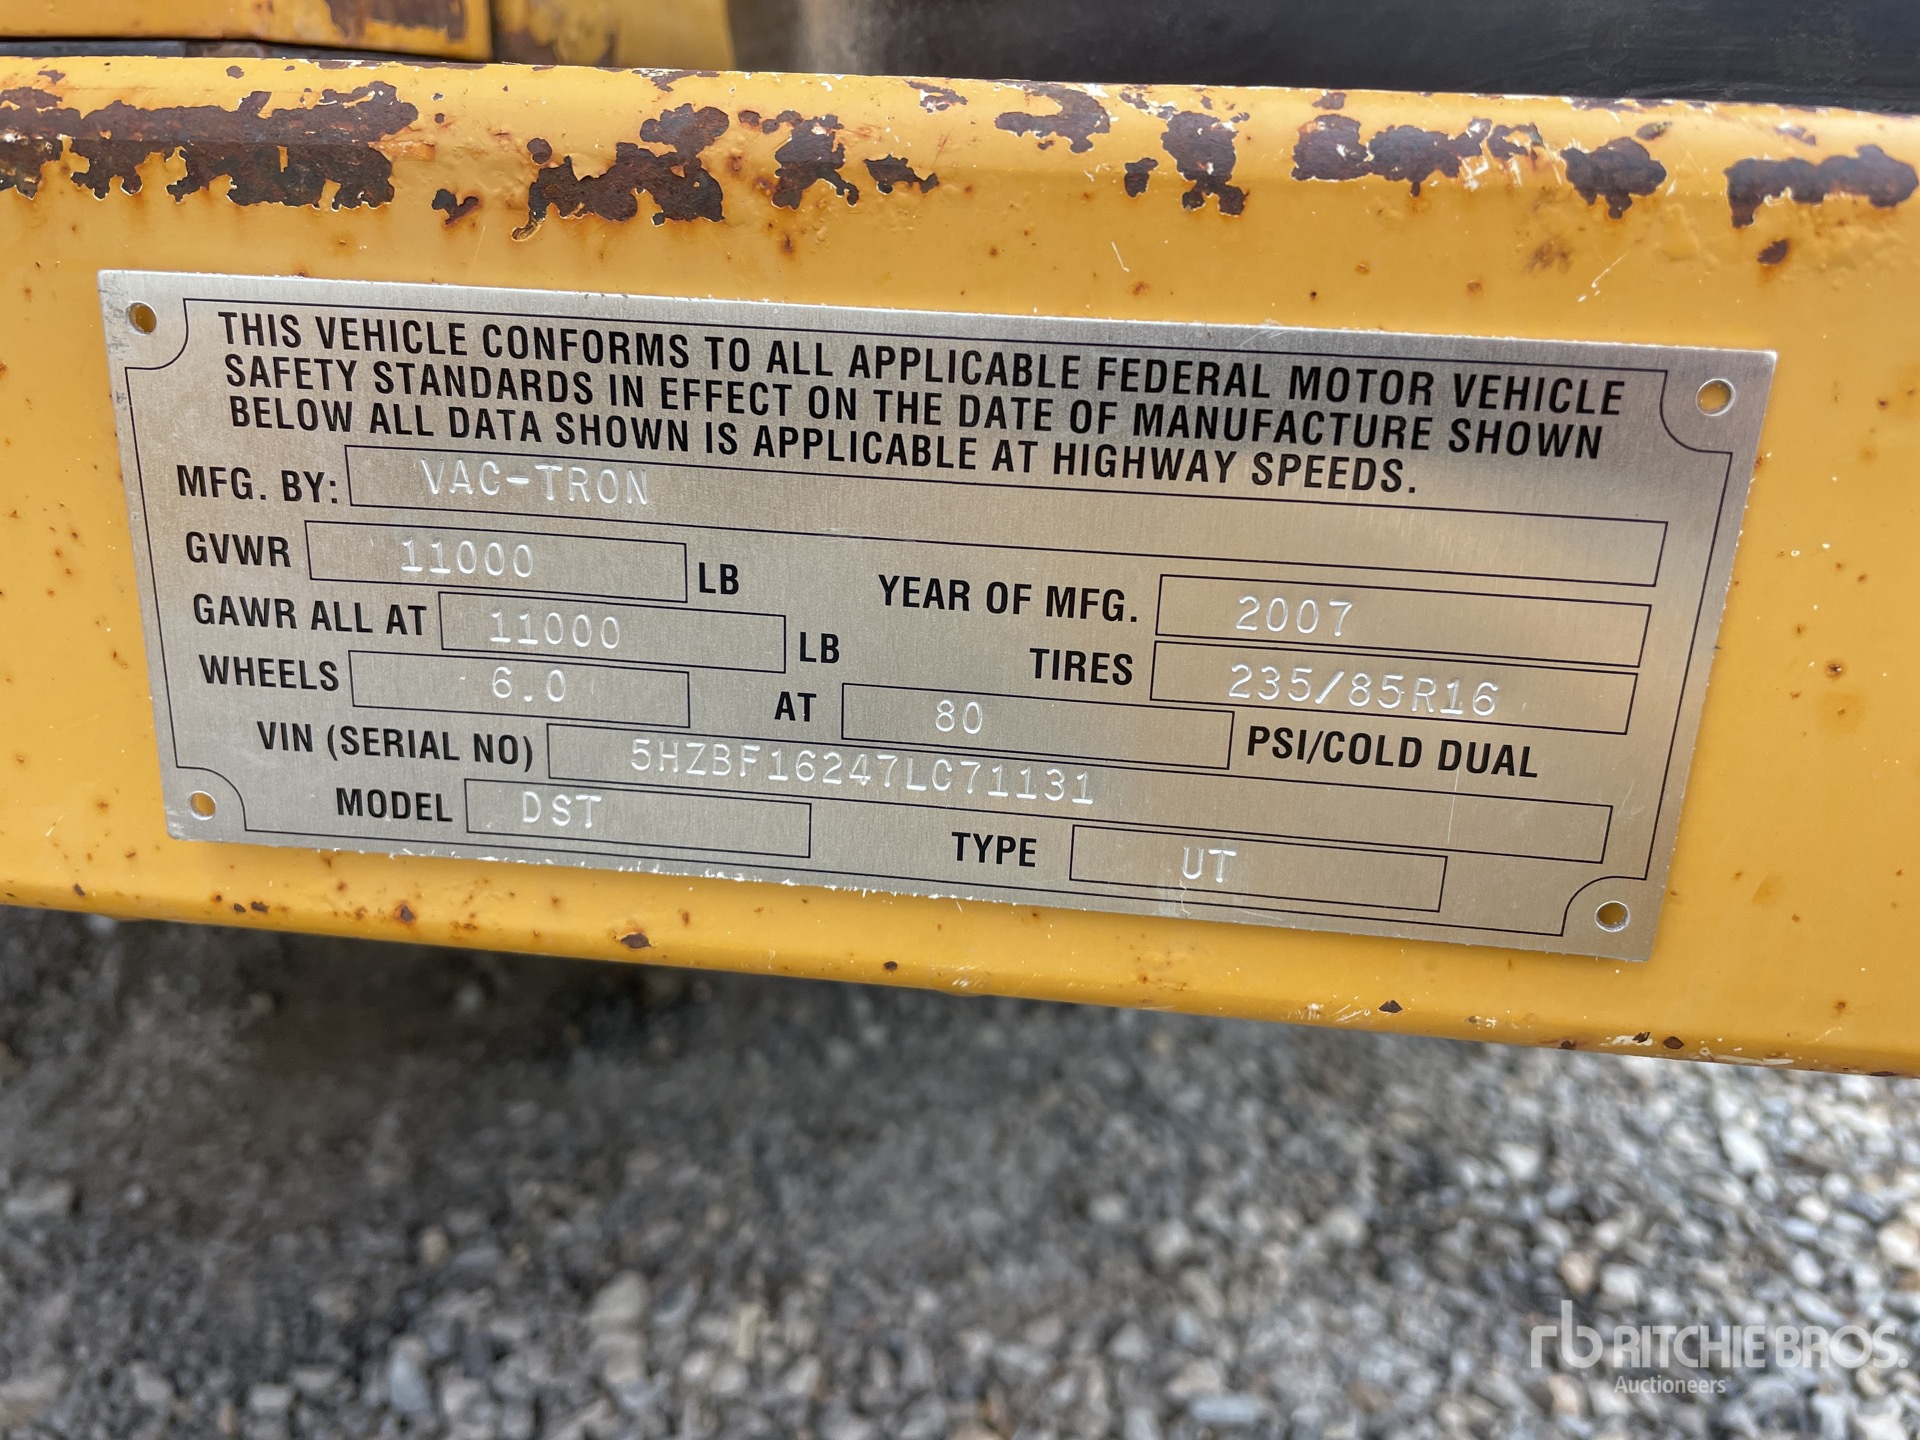 THIS VEHICLE CONFORMS TO ALL APPLICABLE FEDERAL MOTOR VEHICLE
SAFETY STANDARDS IN EFFECT ON THE DATE OF MANUFACTURE SHOWN
BELOW ALL DATA SHOWN IS APPLICABLE AT HIGHWAY SPEEDS.
MFG. BY: VAC-TRON
GVWR 11000 LB YEAR OF MFG. 2007
GAWR ALL AT 11000 LB TIRES 235/85R16
WHEELS 6.0 AT 80 PSI/COLD DUAL
VIN (SERIAL NO) 5HZBF16247LC71131
MODEL DST TYPE UT
rb RITCHIE BROS.
Auctioneers